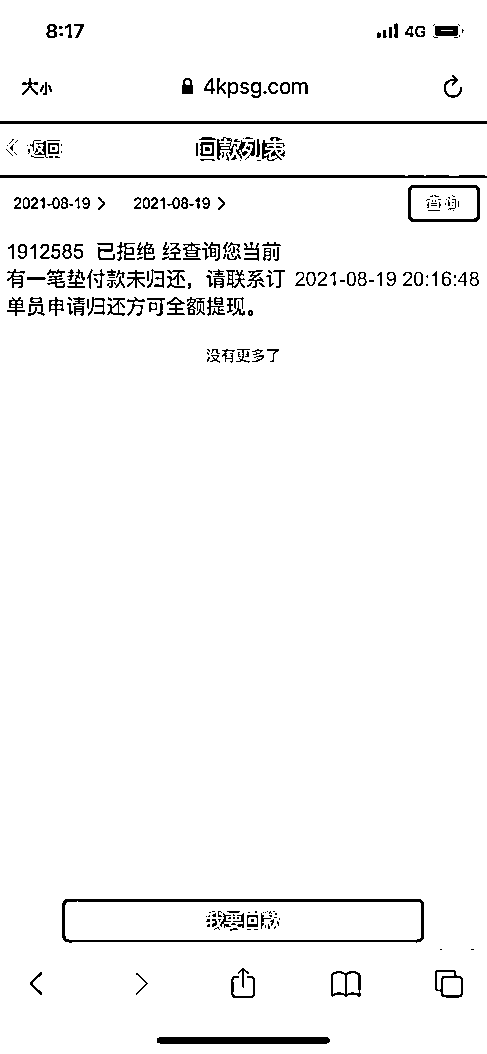 8:17 4G
大小 4kpsg.com
返回 回款列表
2021-08-19 2021-08-19 查询
1912585 已拒绝 经查询您当前
有一笔垫付款未归还，请联系订 2021-08-19 20:16:48
单员申请归还方可全额提现。
没有更多了
我要回款